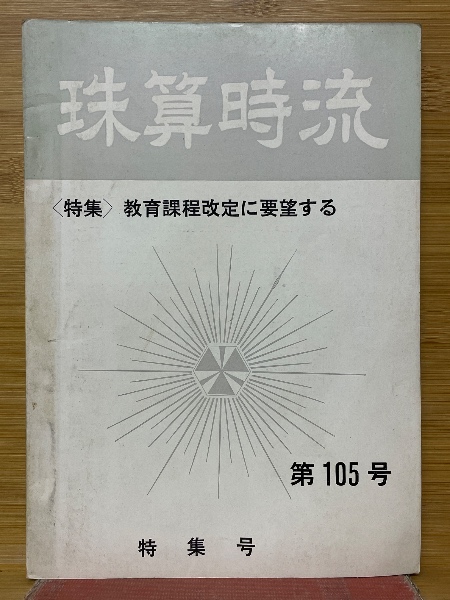 珠算時流
〈特集〉教育課程改定に要望する
第105号
特集号